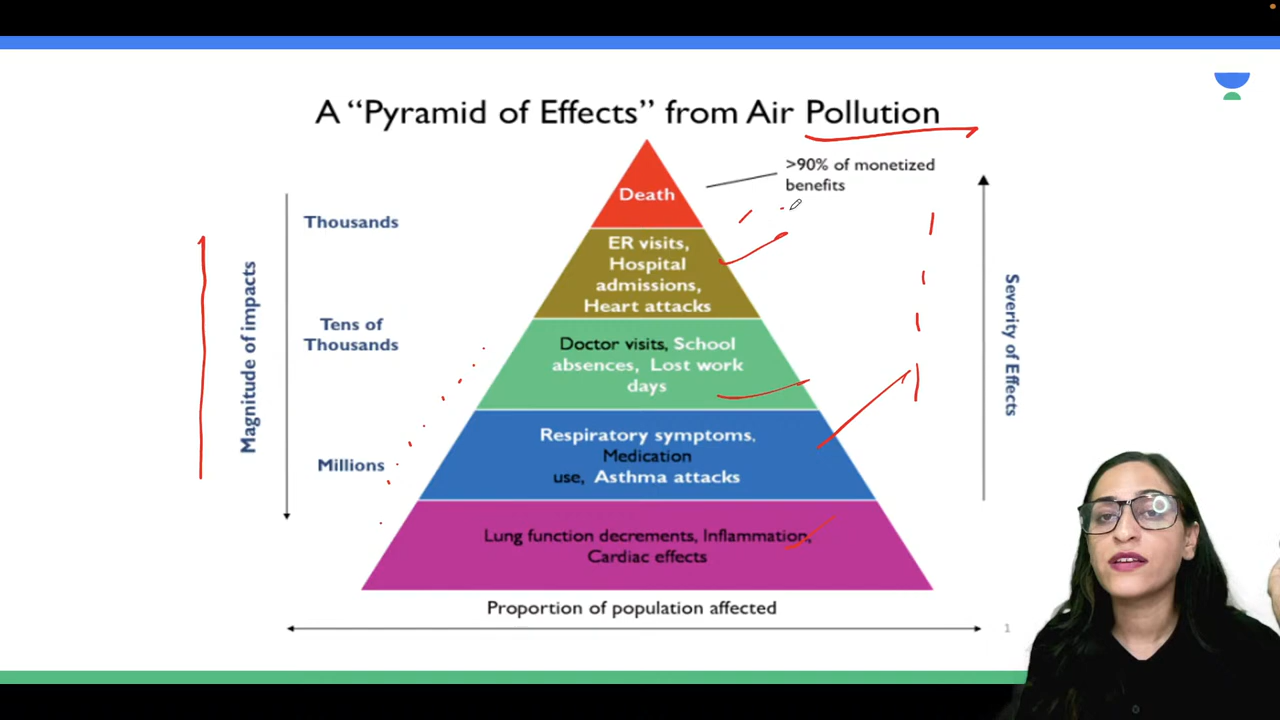 A “Pyramid of Effects” from Air Pollution
>90% of monetized
benefits
Death
Thousands
ER visits,
Hospital
admissions,
Heart attacks
Magnitude of impacts
Tens of
Thousands
Doctor visits, School
absences, Lost work
days
Severity of Effects
Respiratory symptoms,
Medication
use, Asthma attacks
Millions
Lung function decrements, Inflammation,
Cardiac effects
Proportion of population affected
1